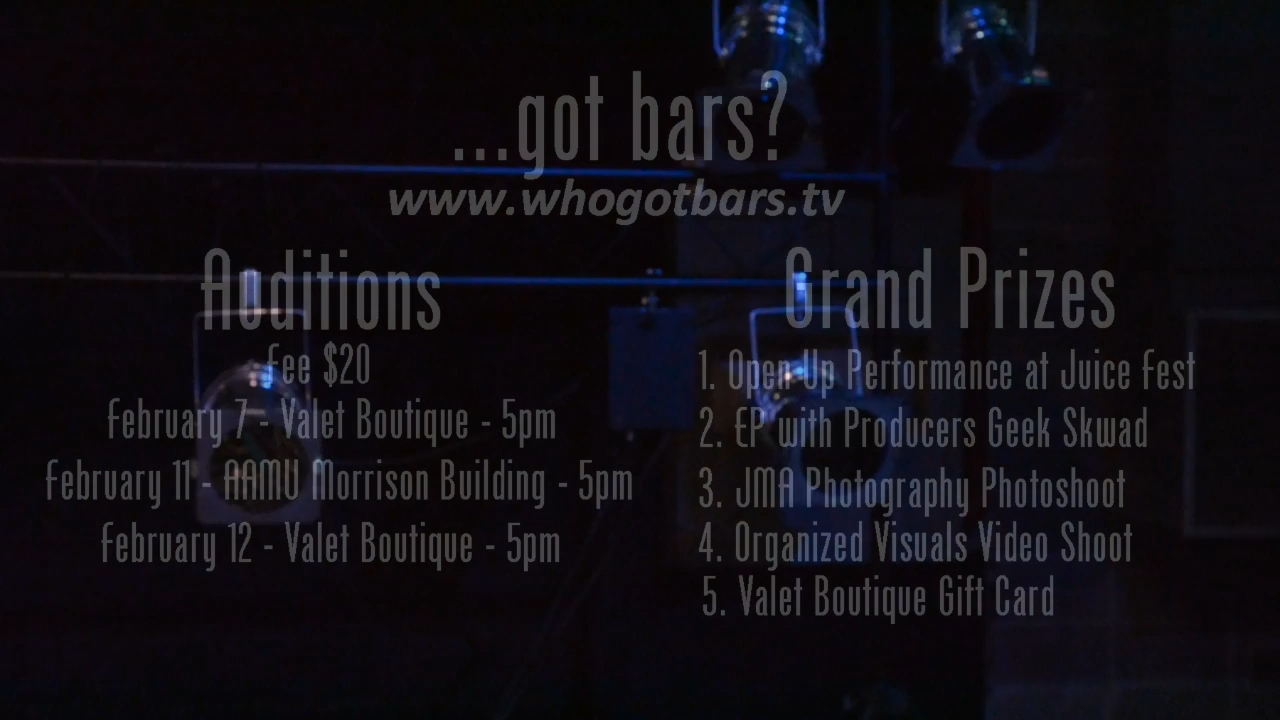 ...got bars?
www.whogotbars.tv
Auditions
Fee $20
February 7 - Valet Boutique - 5pm
February 11 - AAMU Morrison Building - 5pm
February 12 - Valet Boutique - 5pm
Grand Prizes
1. Open Up Performance at Juice Fest
2. EP with Producers Geek Skwad
3. JMA Photography Photoshoot
4. Organized Visuals Video Shoot
5. Valet Boutique Gift Card